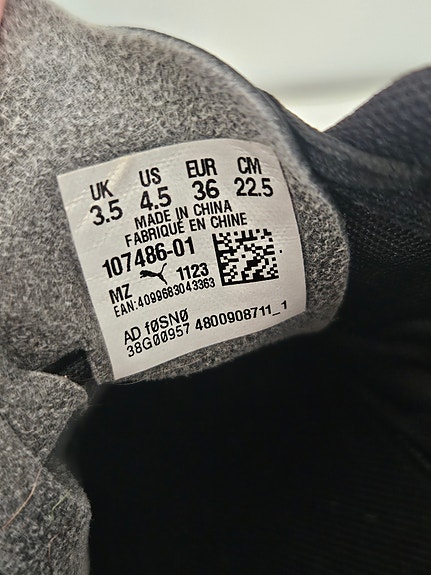 UK US EUR CM
3.5 4.5 36 22.5
MADE IN CHINA
FABRIQUÉ EN CHINE
107486-01
MZ 1123
EAN:4099683043363
AD fØSNØ
38G00957 4800908711_1